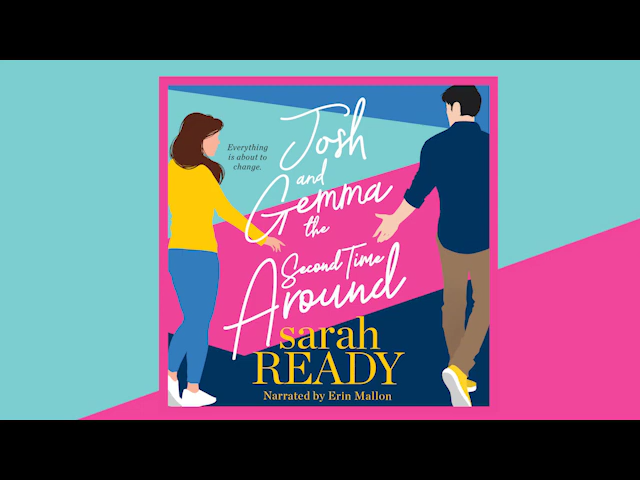 Josh
Everything
is about to
change.
and
Gemma
the
Second Time
Around
sarah
READY
Narrated by Erin Mallon